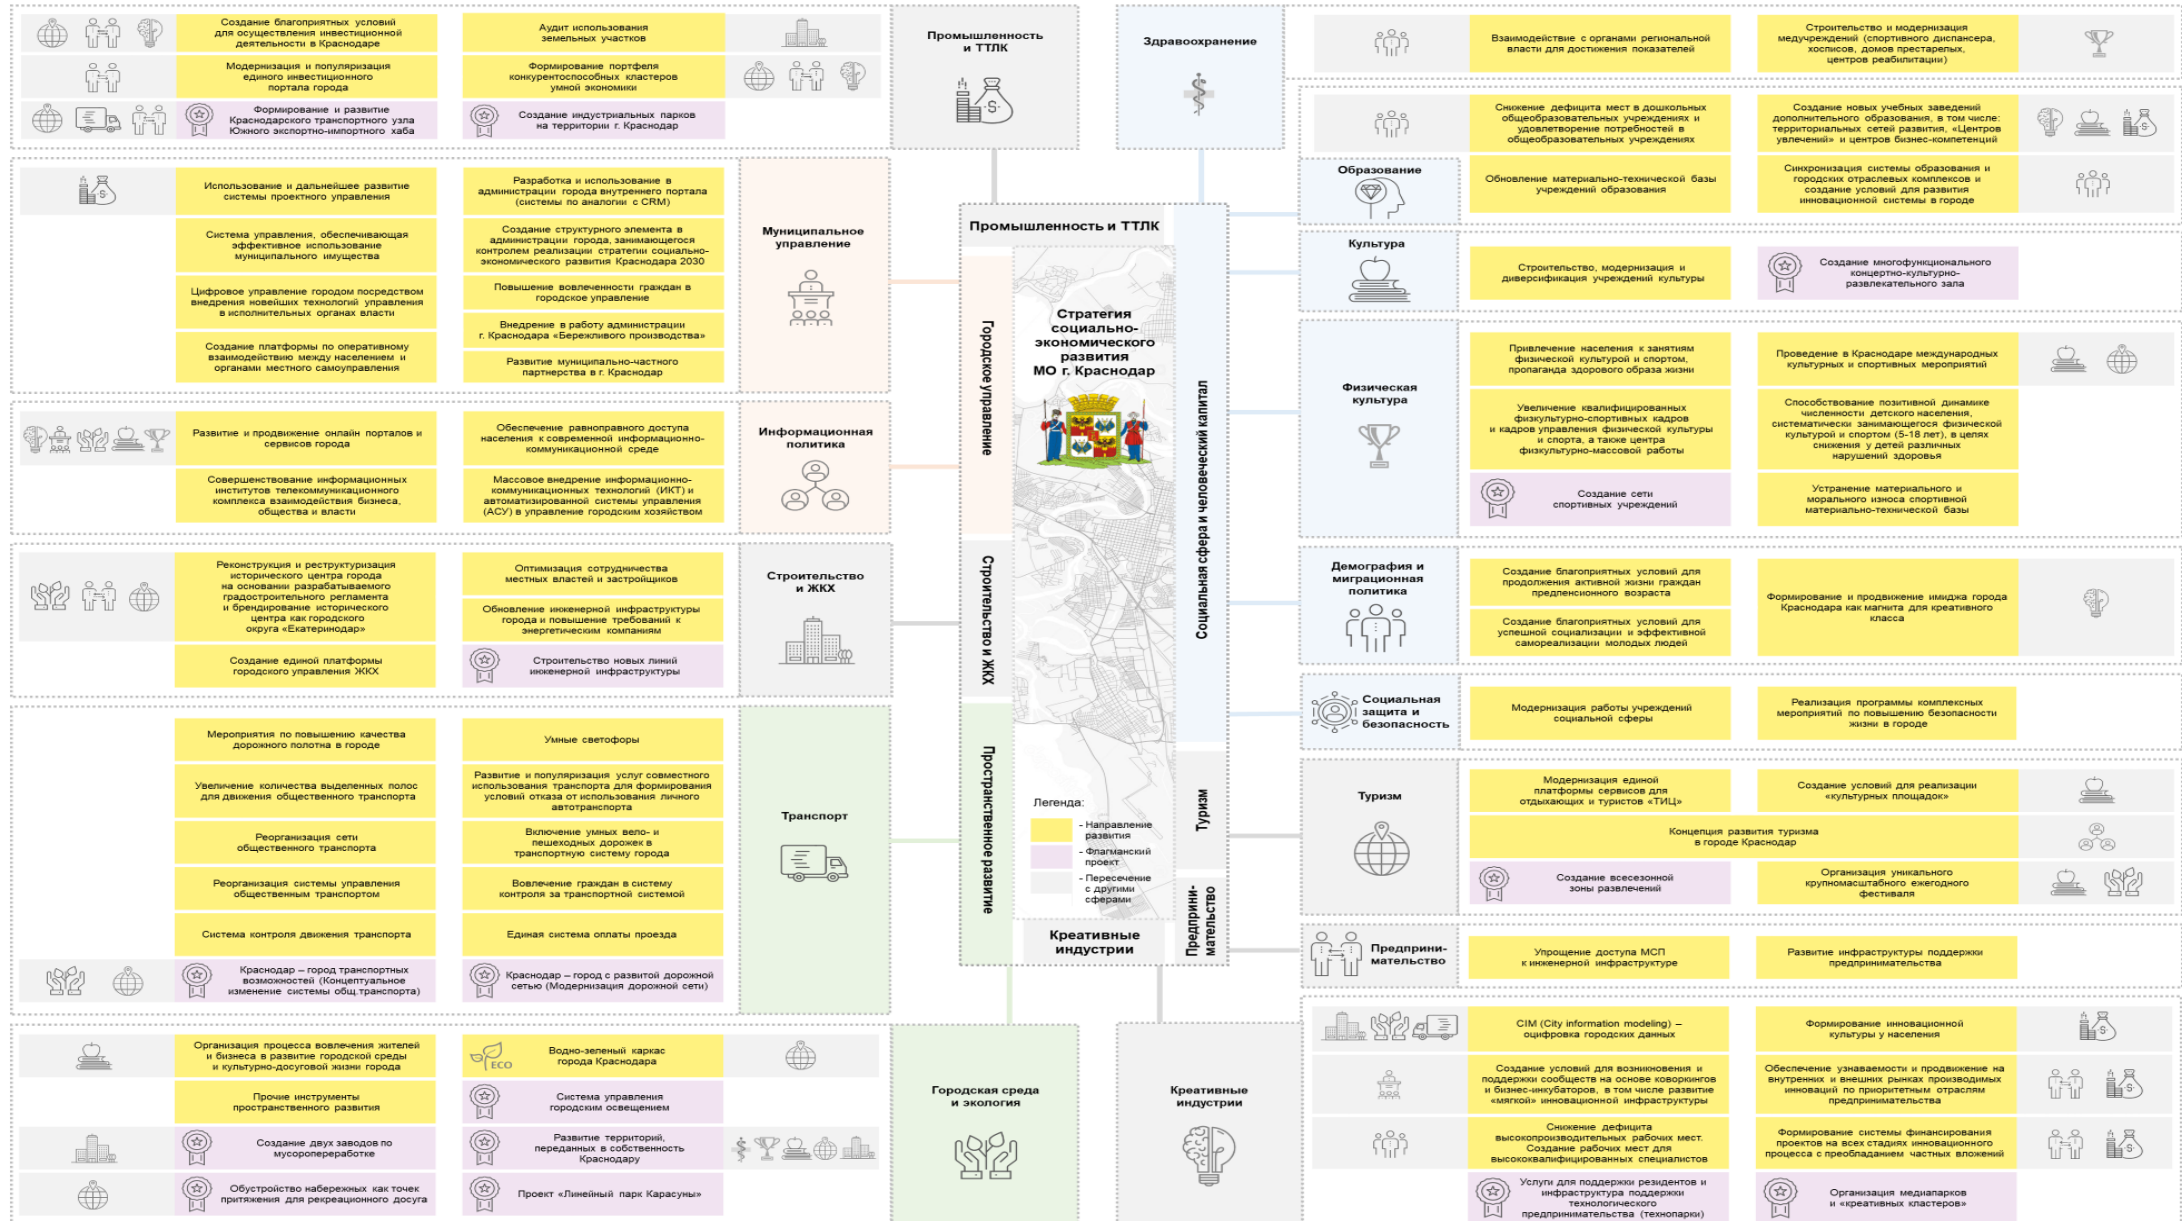 Создание благоприятных условий
для осуществления инвестиционной
деятельности в Краснодаре
Аудит использования
земельных участков
Модернизация и популяризация
единого инвестиционного
портала города
Формирование портфеля
конкурентоспособных кластеров
умной экономики
Формирование и развитие
Краснодарского транспортного узла
Южного экспортно-импортного хаба
Создание индустриальных парков
на территории г. Краснодар
Промышленность
и ТТЛК
Использование и дальнейшее развитие
системы проектного управления
Разработка и использование в
администрации города внутреннего портала
(системы по аналогии с CRM)
Система управления, обеспечивающая
эффективное использование
муниципального имущества
Создание структурного элемента в
администрации города, занимающегося
контролем реализации стратегии социально-
экономического развития Краснодара 2030
Цифровое управление городом посредством
внедрения новейших технологий управления
в исполнительных органах власти
Повышение вовлеченности граждан в
городское управление
Внедрение в работу администрации
г. Краснодара «Бережливого производства»
Создание платформы по оперативному
взаимодействию между населением и
органами местного самоуправления
Развитие муниципально-частного
партнерства в г. Краснодар
Муниципальное
управление
Развитие и продвижение онлайн порталов и
сервисов города
Обеспечение равноправного доступа
населения к современной информационно-
коммуникационной среде
Совершенствование информационных
институтов телекоммуникационного
комплекса взаимодействия бизнеса,
общества и власти
Массовое внедрение информационно-
коммуникационных технологий (ИКТ) и
автоматизированной системы управления
(АСУ) в управление городским хозяйством
Информационная
политика
Реконструкция и реструктуризация
исторического центра города
на основании разрабатываемого
градостроительного регламента
и брендирование исторического
центра как городского
округа «Екатеринодар»
Оптимизация сотрудничества
местных властей и застройщиков
Обновление инженерной инфраструктуры
города и повышение требований к
энергетическим компаниям
Создание единой платформы
городского управления ЖКХ
Строительство новых линий
инженерной инфраструктуры
Строительство
и ЖКХ
Мероприятия по повышению качества
дорожного полотна в городе
Умные светофоры
Увеличение количества выделенных полос
для движения общественного транспорта
Развитие и популяризация услуг совместного
использования транспорта для формирования
условий отказа от использования личного
автотранспорта
Реорганизация сети
общественного транспорта
Включение умных вело- и
пешеходных дорожек в
транспортную систему города
Реорганизация системы управления
общественным транспортом
Вовлечение граждан в систему
контроля за транспортной системой
Система контроля движения транспорта
Единая система оплаты проезда
Краснодар – город транспортных
возможностей (Концептуальное
изменение системы общ.транспорта)
Краснодар – город с развитой дорожной
сетью (Модернизация дорожной сети)
Транспорт
Организация процесса вовлечения жителей
и бизнеса в развитие городской среды
и культурно-досуговой жизни города
ECO
Водно-зеленый каркас
города Краснодара
Прочие инструменты
пространственного развития
Система управления
городским освещением
Создание двух заводов по
мусоропереработке
Развитие территорий,
переданных в собственность
Краснодару
Обустройство набережных как точек
притяжения для рекреационного досуга
Проект «Линейный парк Карасуны»
Городская среда
и экология
Промышленность и ТТЛК
Городское управление
Строительство и ЖКХ
Пространственное развитие
Стратегия
социально-
экономического
развития
МО г. Краснодар
Легенда:
- Направление
развития
- Флагманский
проект
- Пересечение
с другими
сферами
Социальная сфера и человеческий капитал
Туризм
Предприни-
мательство
Креативные
индустрии
Здравоохранение
Взаимодействие с органами региональной
власти для достижения показателей
Строительство и модернизация
медучреждений (спортивного диспансера,
хосписов, домов престарелых,
центров реабилитации)
Снижение дефицита мест в дошкольных
общеобразовательных учреждениях и
удовлетворение потребностей в
общеобразовательных учреждениях
Создание новых учебных заведений
дополнительного образования, в том числе:
территориальных сетей развития, «Центров
увлечений» и центров бизнес-компетенций
Образование
Обновление материально-технической базы
учреждений образования
Синхронизация системы образования и
городских отраслевых комплексов и
создание условий для развития
инновационной системы в городе
Культура
Строительство, модернизация и
диверсификация учреждений культуры
Создание многофункционального
концертно-культурно-
развлекательного зала
Физическая
культура
Привлечение населения к занятиям
физической культурой и спортом,
пропаганда здорового образа жизни
Проведение в Краснодаре международных
культурных и спортивных мероприятий
Увеличение квалифицированных
физкультурно-спортивных кадров
и кадров управления физической культуры
и спорта, а также центра
физкультурно-массовой работы
Способствование позитивной динамике
численности детского населения,
систематически занимающегося физической
культурой и спортом (5-18 лет), в целях
снижения у детей различных
нарушений здоровья
Создание сети
спортивных учреждений
Устранение материального и
морального износа спортивной
материально-технической базы
Демография и
миграционная
политика
Создание благоприятных условий для
продолжения активной жизни граждан
предпенсионного возраста
Создание благоприятных условий для
успешной социализации и эффективной
самореализации молодых людей
Формирование и продвижение имиджа города
Краснодара как магнита для креативного
класса
Социальная
защита и
безопасность
Модернизация работы учреждений
социальной сферы
Реализация программы комплексных
мероприятий по повышению безопасности
жизни в городе
Туризм
Модернизация единой
платформы сервисов для
отдыхающих и туристов «ТИЦ»
Создание условий для реализации
«культурных площадок»
Концепция развития туризма
в городе Краснодар
Создание всесезонной
зоны развлечений
Организация уникального
крупномасштабного ежегодного
фестиваля
Предприни-
мательство
Упрощение доступа МСП
к инженерной инфраструктуре
Развитие инфраструктуры поддержки
предпринимательства
Креативные
индустрии
CIM (City information modeling) –
оцифровка городских данных
Формирование инновационной
культуры у населения
Создание условий для возникновения и
поддержки сообществ на основе коворкингов
и бизнес-инкубаторов, в том числе развитие
«мягкой» инновационной инфраструктуры
Обеспечение узнаваемости и продвижение на
внутренних и внешних рынках производимых
инноваций по приоритетным отраслям
предпринимательства
Снижение дефицита
высокопроизводительных рабочих мест.
Создание рабочих мест для
высококвалифицированных специалистов
Формирование системы финансирования
проектов на всех стадиях инновационного
процесса с преобладанием частных вложений
Услуги для поддержки резидентов и
инфраструктура поддержки
технологического
предпринимательства (технопарки)
Организация медиапарков
и «креативных кластеров»